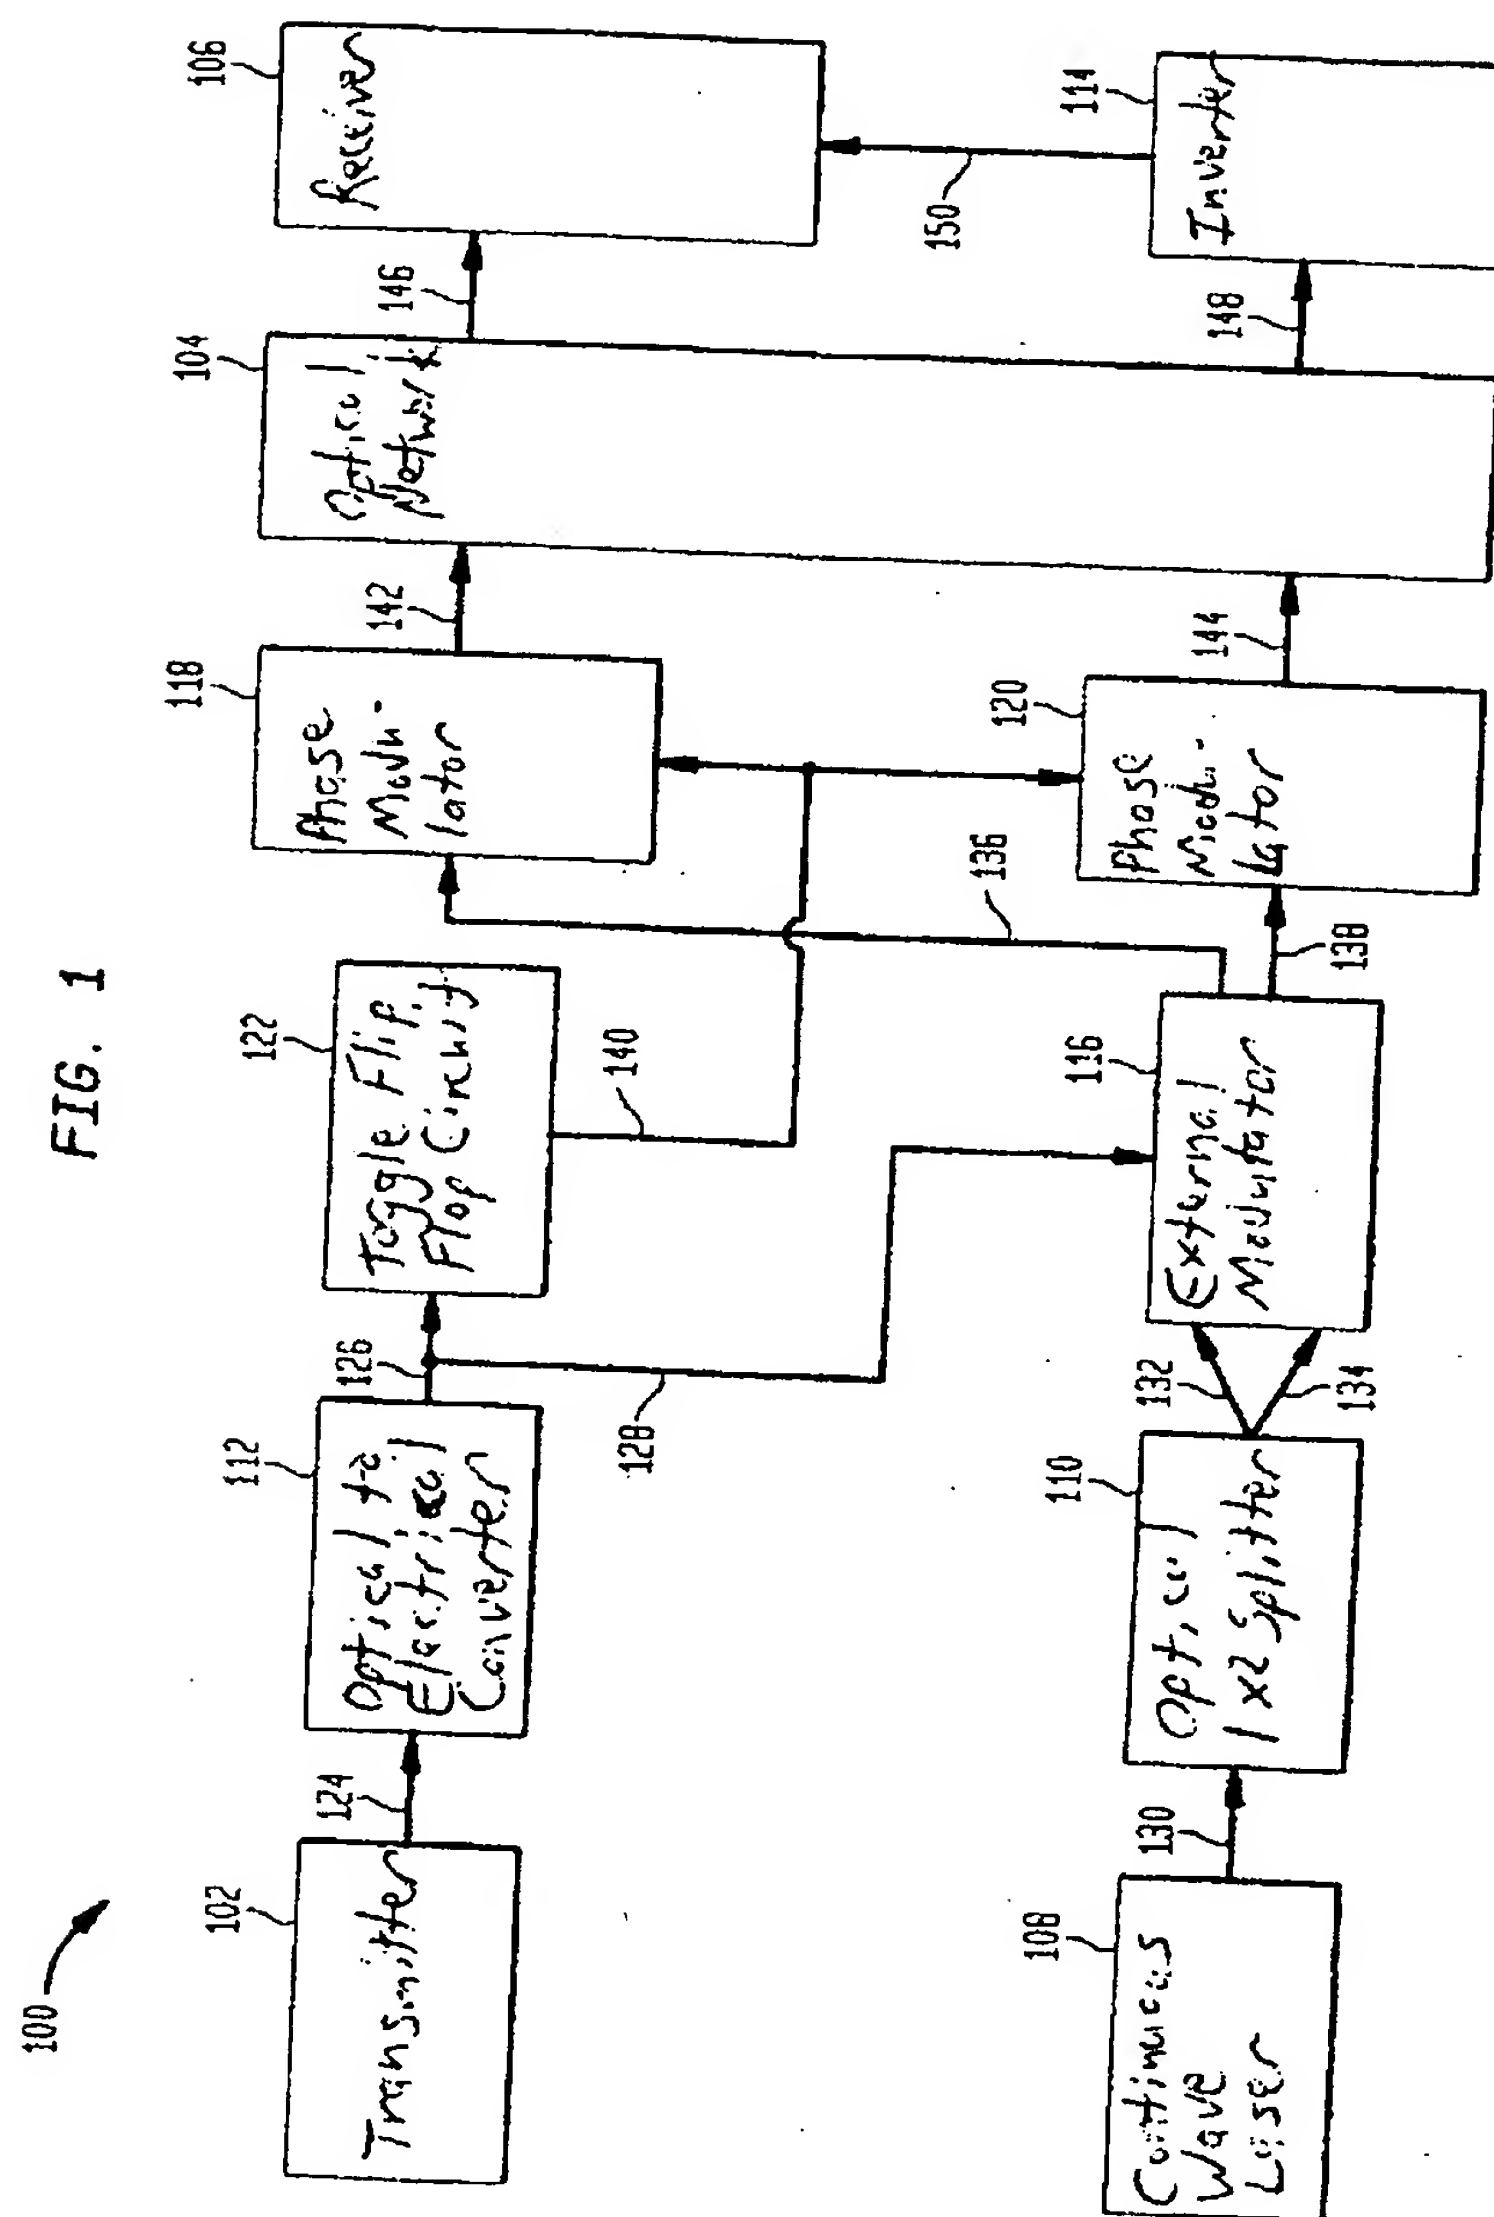 FIG. 1
100
102
Transmitter
124
112
Optical to
Electrical
Converter
126
128
122
Toggle Flip
Flop Circuit
140
118
Phase
Modu-
lator
142
104
Optical
Network
146
106
Receiver
108
Continuous
Wave
Laser
130
110
Optical
1x2 Splitter
132
134
116
External
Modulator
136
138
120
Phase
Modu-
lator
144
148
114
Inverter
150